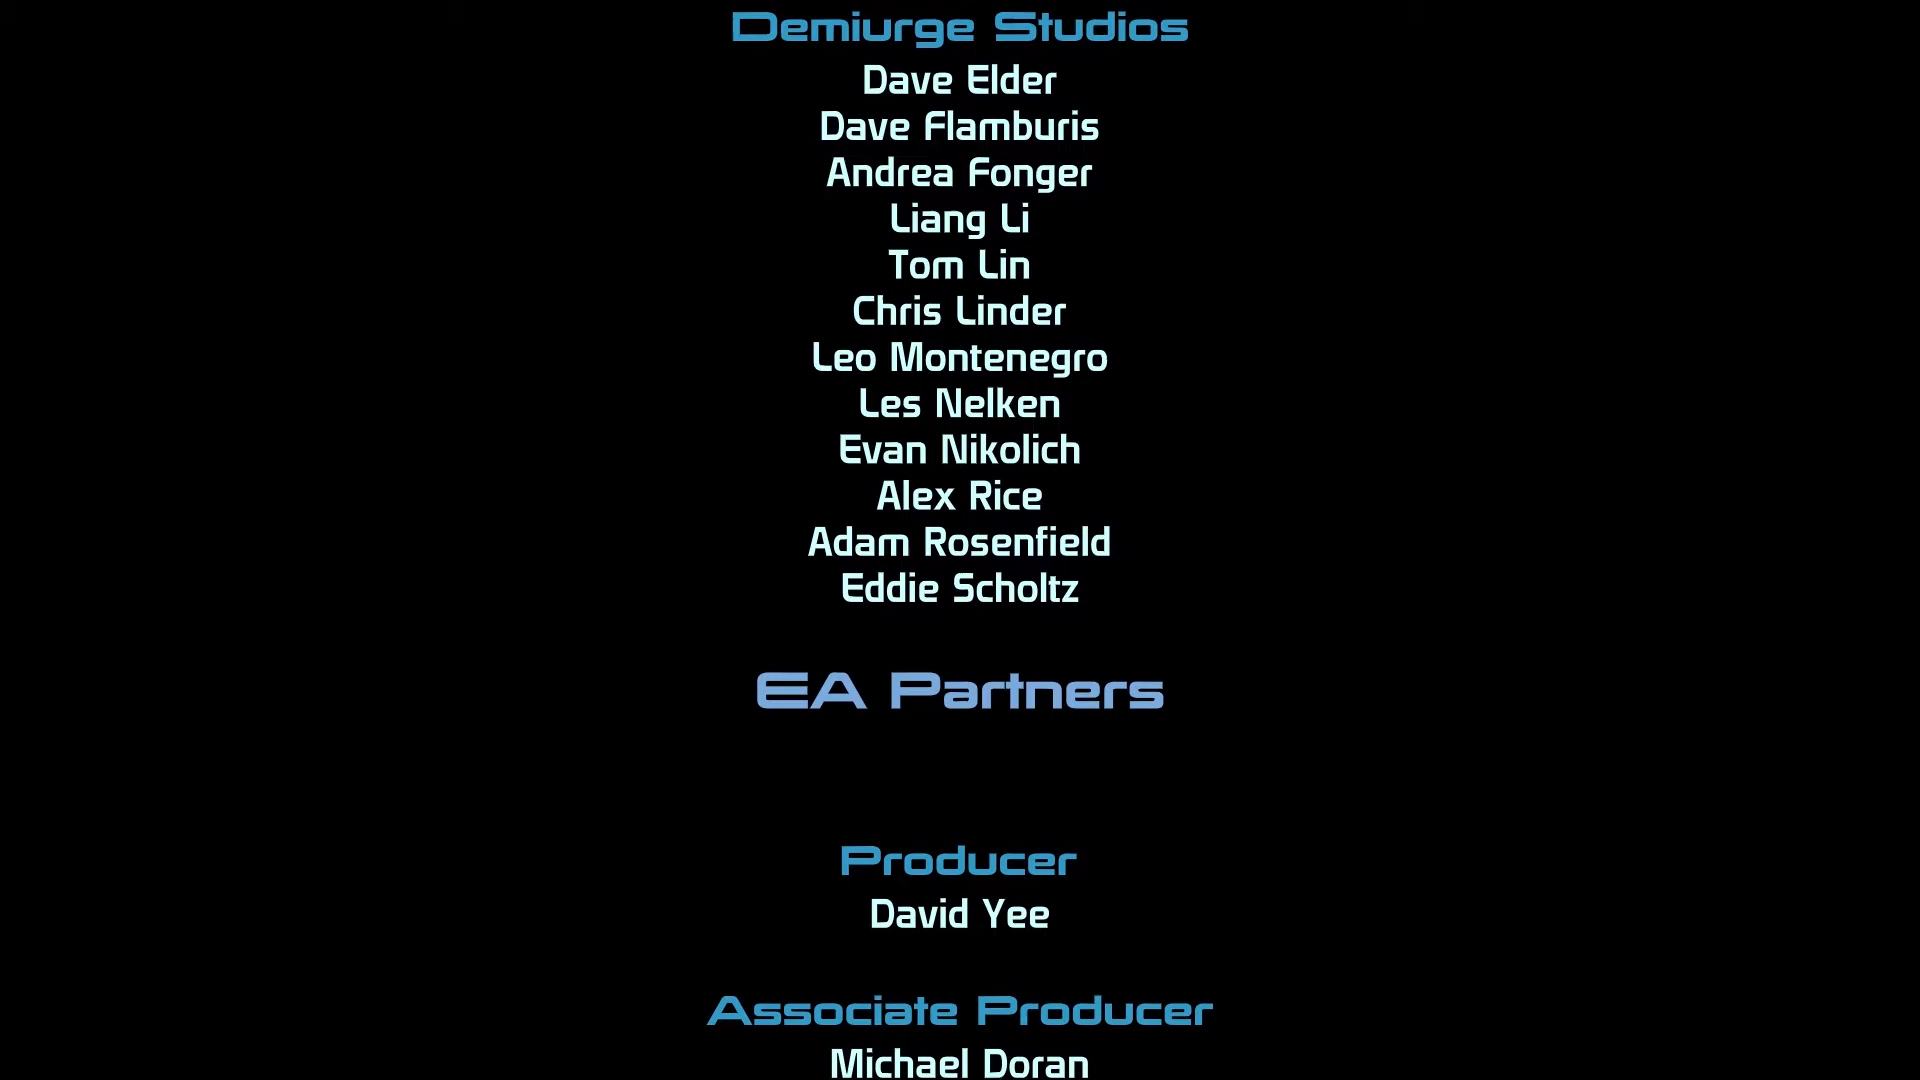 Demiurge Studios
Dave Elder
Dave Flamburis
Andrea Fonger
Liang Li
Tom Lin
Chris Linder
Leo Montenegro
Les Nelken
Evan Nikolich
Alex Rice
Adam Rosenfield
Eddie Scholtz
EA Partners
Producer
David Yee
Associate Producer
Michael Doran